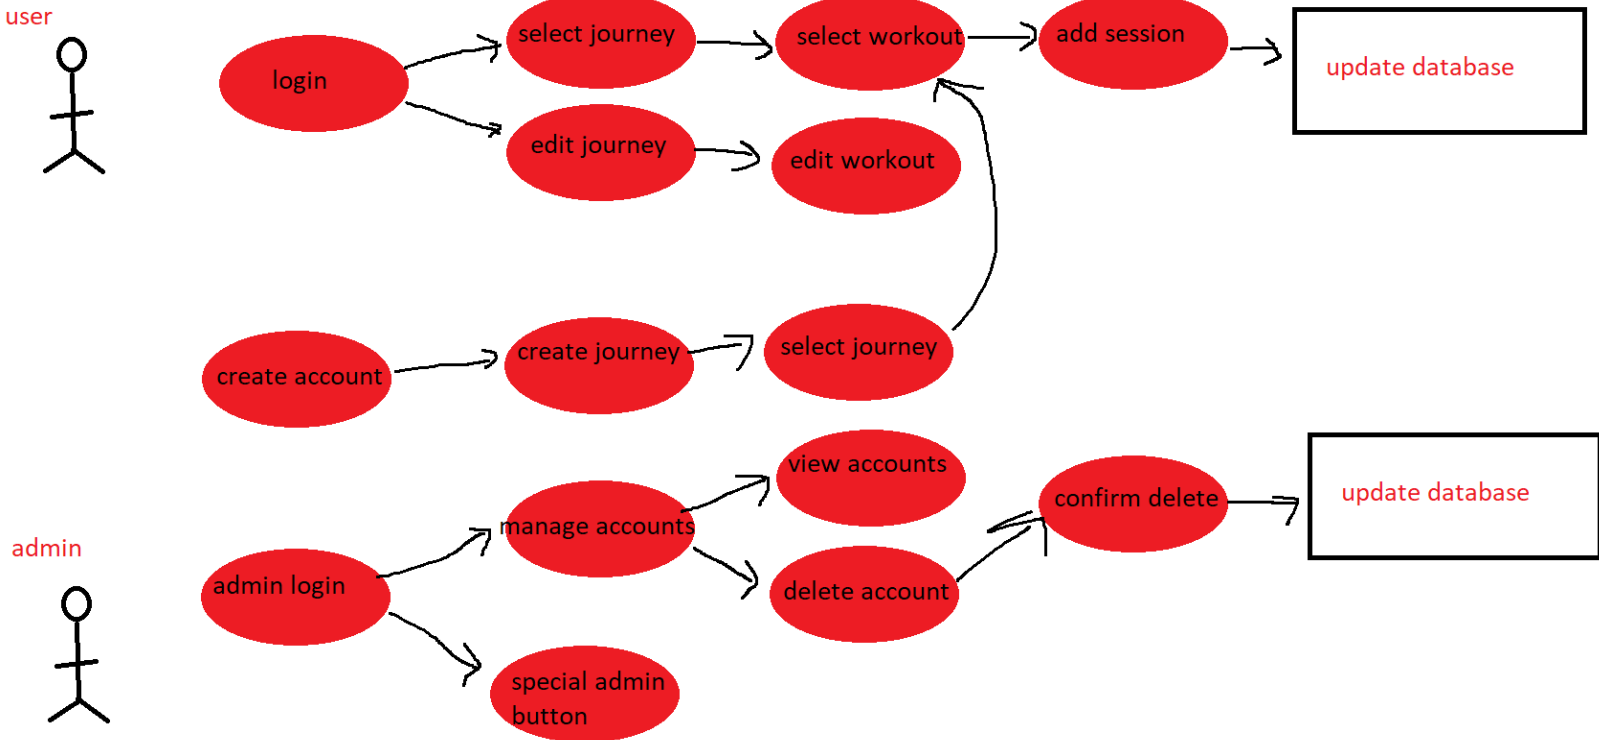 user
login
select journey
select workout
add session
update database
edit journey
edit workout
create account
create journey
select journey
admin
admin login
manage accounts
view accounts
delete account
confirm delete
update database
special admin
button